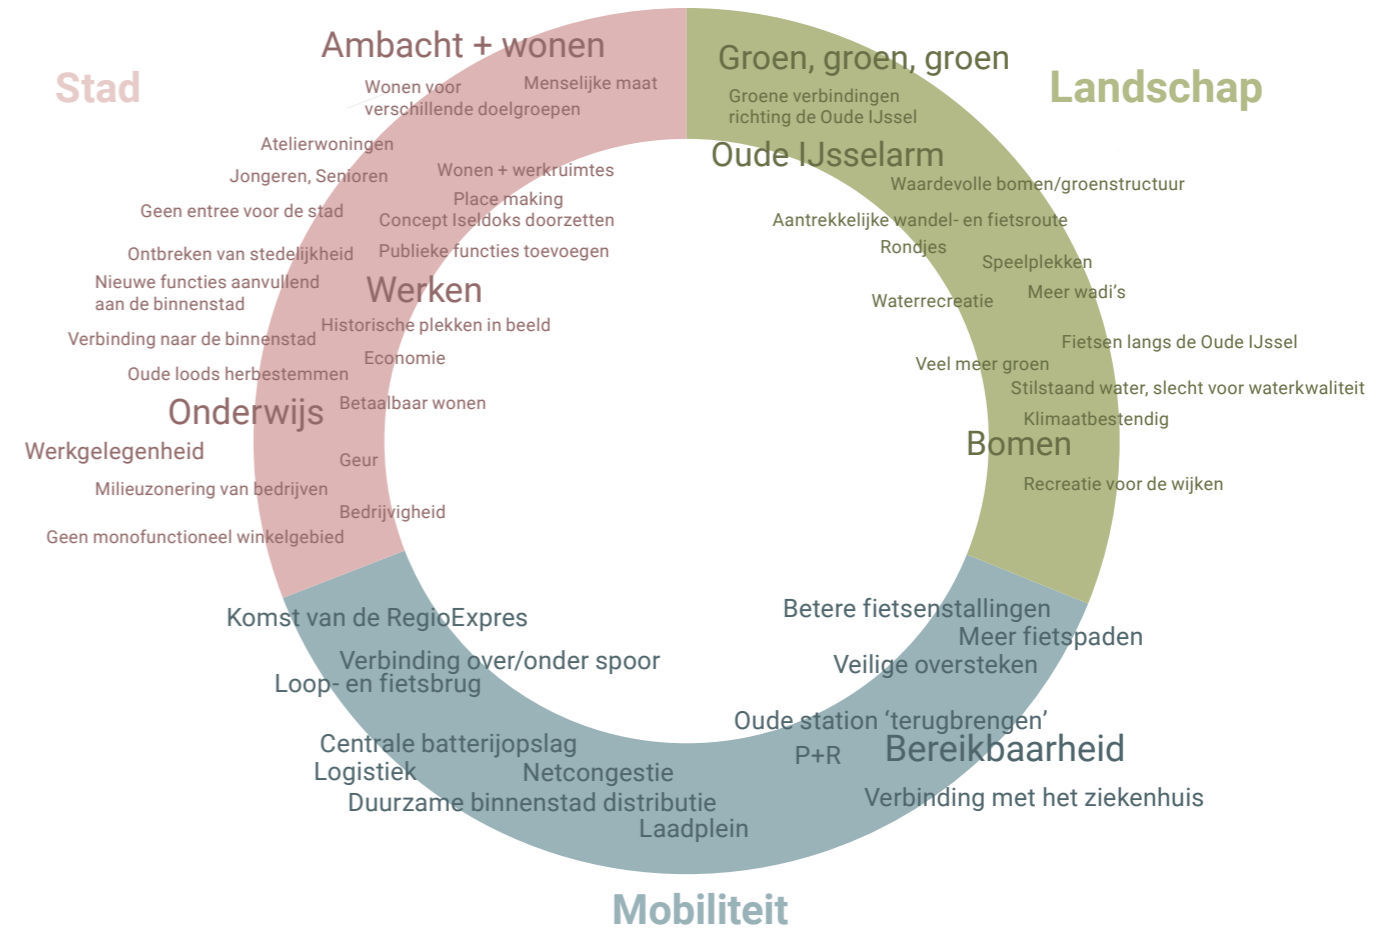 Stad
Ambacht + wonen
Wonen voor
verschillende doelgroepen
Menselijke maat
Atelierwoningen
Jongeren, Senioren
Wonen + werkruimtes
Place making
Geen entree voor de stad
Concept Iseldoks doorzetten
Ontbreken van stedelijkheid
Publieke functies toevoegen
Nieuwe functies aanvullend
aan de binnenstad
Werken
Historische plekken in beeld
Verbinding naar de binnenstad
Economie
Oude loods herbestemmen
Onderwijs
Betaalbaar wonen
Werkgelegenheid
Geur
Milieuzonering van bedrijven
Bedrijvigheid
Geen monofunctioneel winkelgebied
Landschap
Groen, groen, groen
Groene verbindingen
richting de Oude IJssel
Oude IJsselarm
Waardevolle bomen/groenstructuur
Aantrekkelijke wandel- en fietsroute
Rondjes
Speelplekken
Waterrecreatie
Meer wadi’s
Fietsen langs de Oude IJssel
Veel meer groen
Stilstaand water, slecht voor waterkwaliteit
Klimaatbestendig
Bomen
Recreatie voor de wijken
Komst van de RegioExpres
Verbinding over/onder spoor
Loop- en fietsbrug
Centrale batterijopslag
Logistiek
Netcongestie
Duurzame binnenstad distributie
Laadplein
Betere fietsenstallingen
Meer fietspaden
Veilige oversteken
Oude station ‘terugbrengen’
P+R
Bereikbaarheid
Verbinding met het ziekenhuis
Mobiliteit